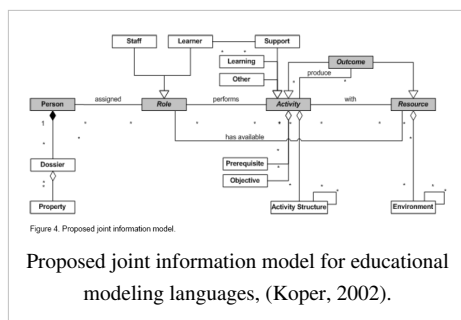 Staff
Learner
Support
Outcome
Learning
Other
produce
Person
assigned
Role
performs
Activity
with
Resource
has available
Dossier
Prerequisite
Objective
Property
Activity Structure
Environment
Figure 4. Proposed joint information model.
Proposed joint information model for educational
modeling languages, (Koper, 2002).